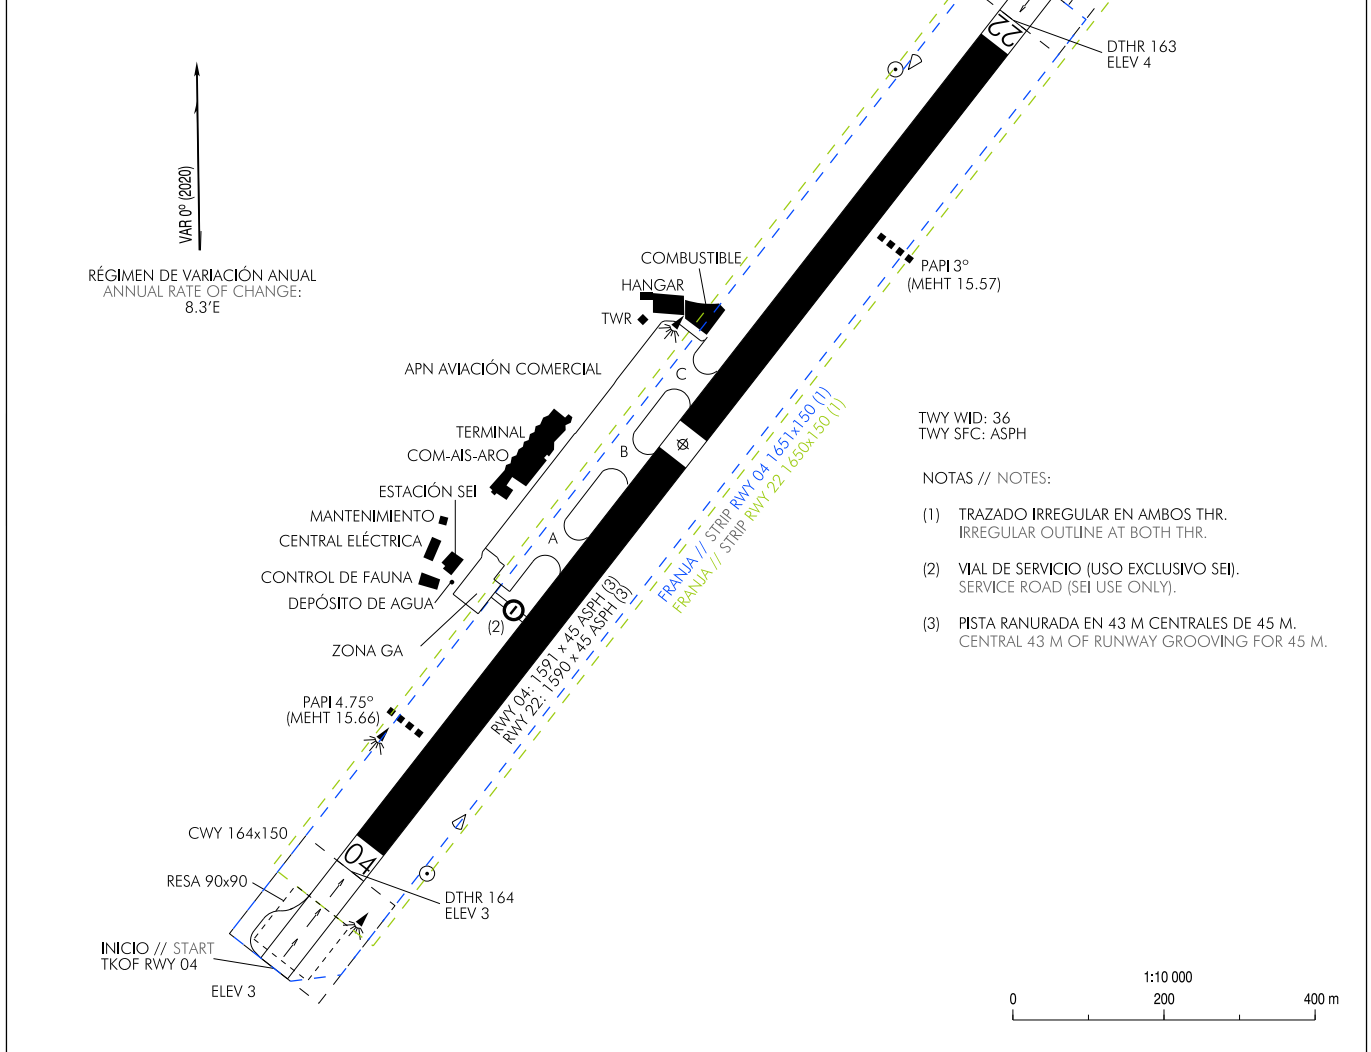 22
DTHR 163
ELEV 4
VAR 0º (2020)
RÉGIMEN DE VARIACIÓN ANUAL
ANNUAL RATE OF CHANGE:
8.3'E
COMBUSTIBLE
HANGAR
TWR
PAPI 3º
(MEHT 15.57)
APN AVIACIÓN COMERCIAL
C
TERMINAL
COM-AIS-ARO
B
ESTACIÓN SEI
MANTENIMIENTO
CENTRAL ELÉCTRICA
A
CONTROL DE FAUNA
DEPÓSITO DE AGUA
(2)
ZONA GA
FRANJA // STRIP RWY 04 1651x150 (1)
FRANJA // STRIP RWY 22 1650x150 (1)
RWY 04: 1591 x 45 ASPH (3)
RWY 22: 1590 x 45 ASPH (3)
TWY WID: 36
TWY SFC: ASPH
NOTAS // NOTES:
(1) TRAZADO IRREGULAR EN AMBOS THR.
IRREGULAR OUTLINE AT BOTH THR.
(2) VIAL DE SERVICIO (USO EXCLUSIVO SEI).
SERVICE ROAD (SEI USE ONLY).
(3) PISTA RANURADA EN 43 M CENTRALES DE 45 M.
CENTRAL 43 M OF RUNWAY GROOVING FOR 45 M.
PAPI 4.75º
(MEHT 15.66)
CWY 164x150
04
RESA 90x90
DTHR 164
ELEV 3
INICIO // START
TKOF RWY 04
ELEV 3
1:10 000
0 200 400 m